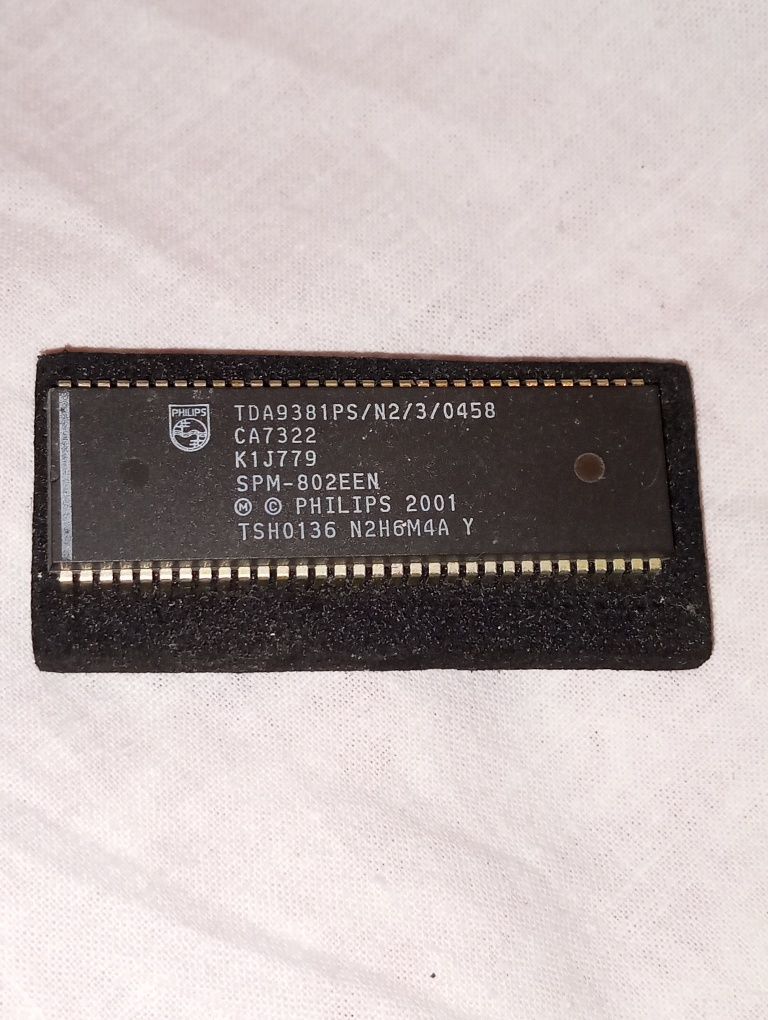 PHILIPS
TDA9381PS/N2/3/0458
CA7322
K1J779
SPM-802EEN
Ⓜ © PHILIPS 2001
TSH0136 N2H6M4A Y